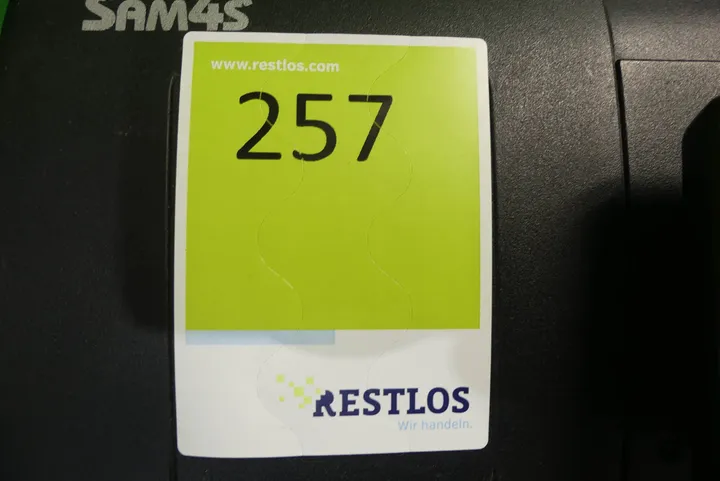 SAM4S
www.restlos.com
257
RESTLOS
Wir handeln.